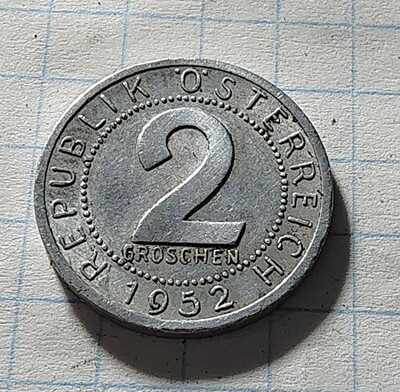 REPUBLIK ÖSTERREICH
2
GROSCHEN
1952